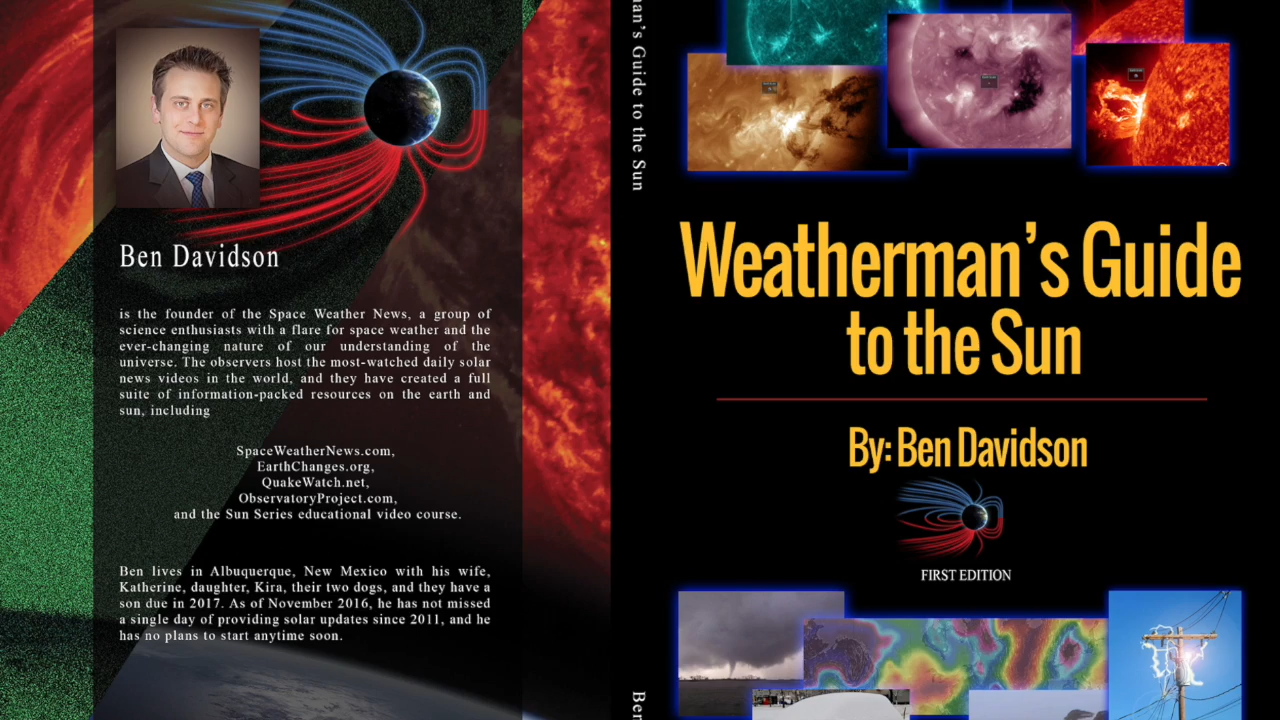 Ben Davidson
is the founder of the Space Weather News, a group of
science enthusiasts with a flare for space weather and the
ever-changing nature of our understanding of the
universe. The observers host the most-watched daily solar
news videos in the world, and they have created a full
suite of information-packed resources on the earth and
sun, including
SpaceWeatherNews.com,
EarthChanges.org,
QuakeWatch.net,
ObservatoryProject.com,
and the Sun Series educational video course.
Ben lives in Albuquerque, New Mexico with his wife,
Katherine, daughter, Kira, their two dogs, and they have a
son due in 2017. As of November 2016, he has not missed
a single day of providing solar updates since 2011, and he
has no plans to start anytime soon.
man's Guide to the Sun
Ben
Weatherman's Guide
to the Sun
By: Ben Davidson
FIRST EDITION